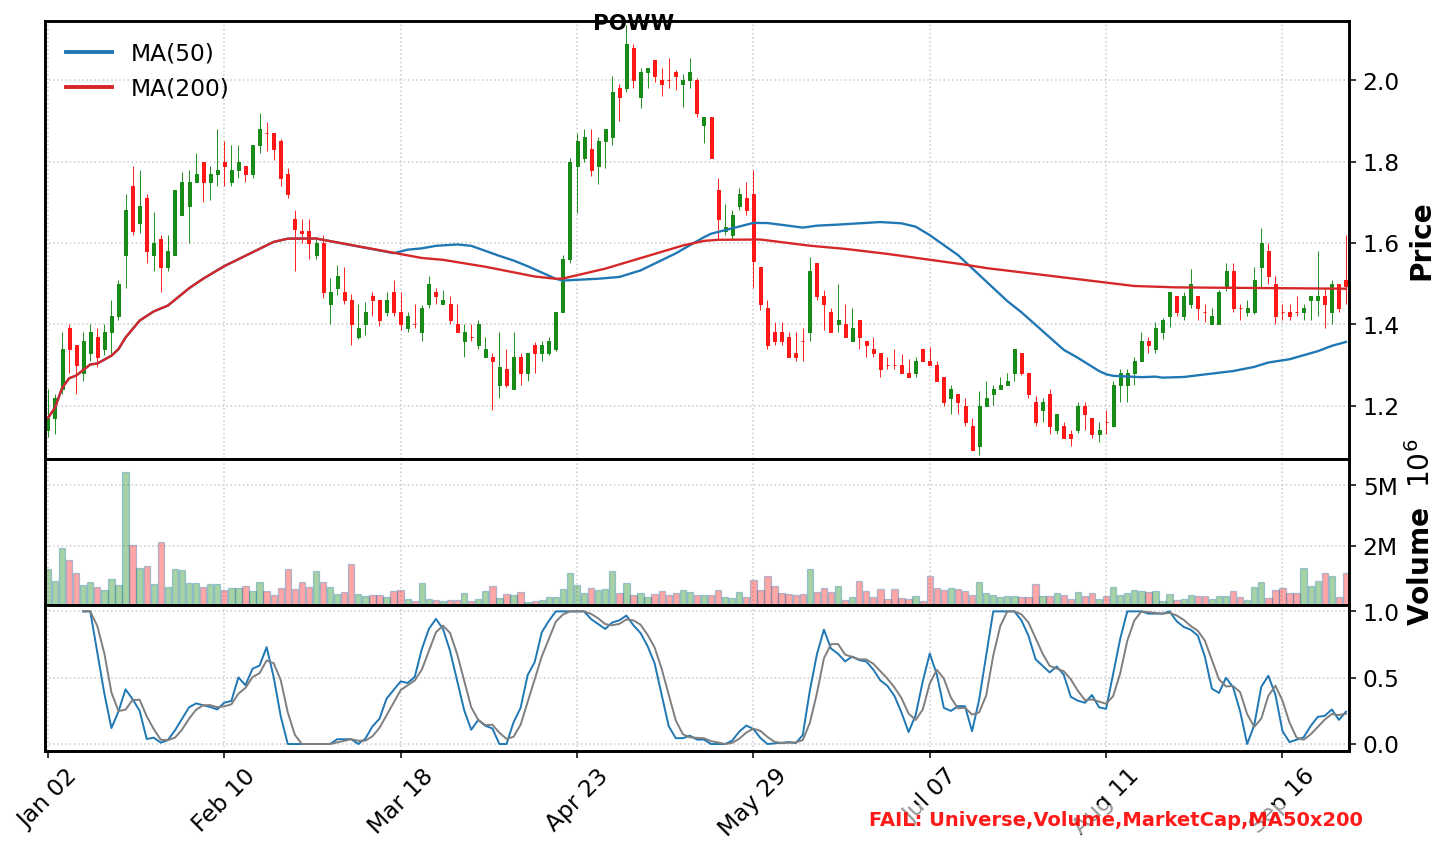 POWW
MA(50)
MA(200)
2.0
1.8
1.6
1.4
1.2
Price
5M
2M
Volume 10⁶
1.0
0.5
0.0
Jan 02
Feb 10
Mar 18
Apr 23
May 29
Jul 07
Aug 11
Sep 16
FAIL: Universe,Volume,MarketCap,MA50x200